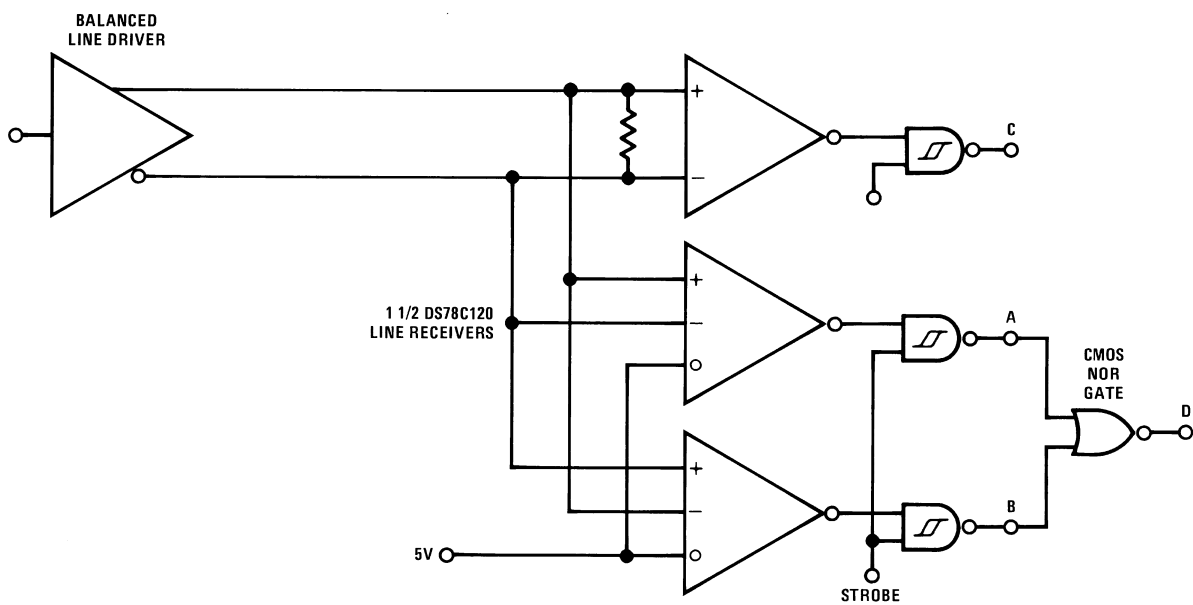 BALANCED
LINE DRIVER
+
−
C
1 1/2 DS78C120
LINE RECEIVERS
+
−
A
CMOS
NOR
GATE
D
+
−
B
5V
STROBE